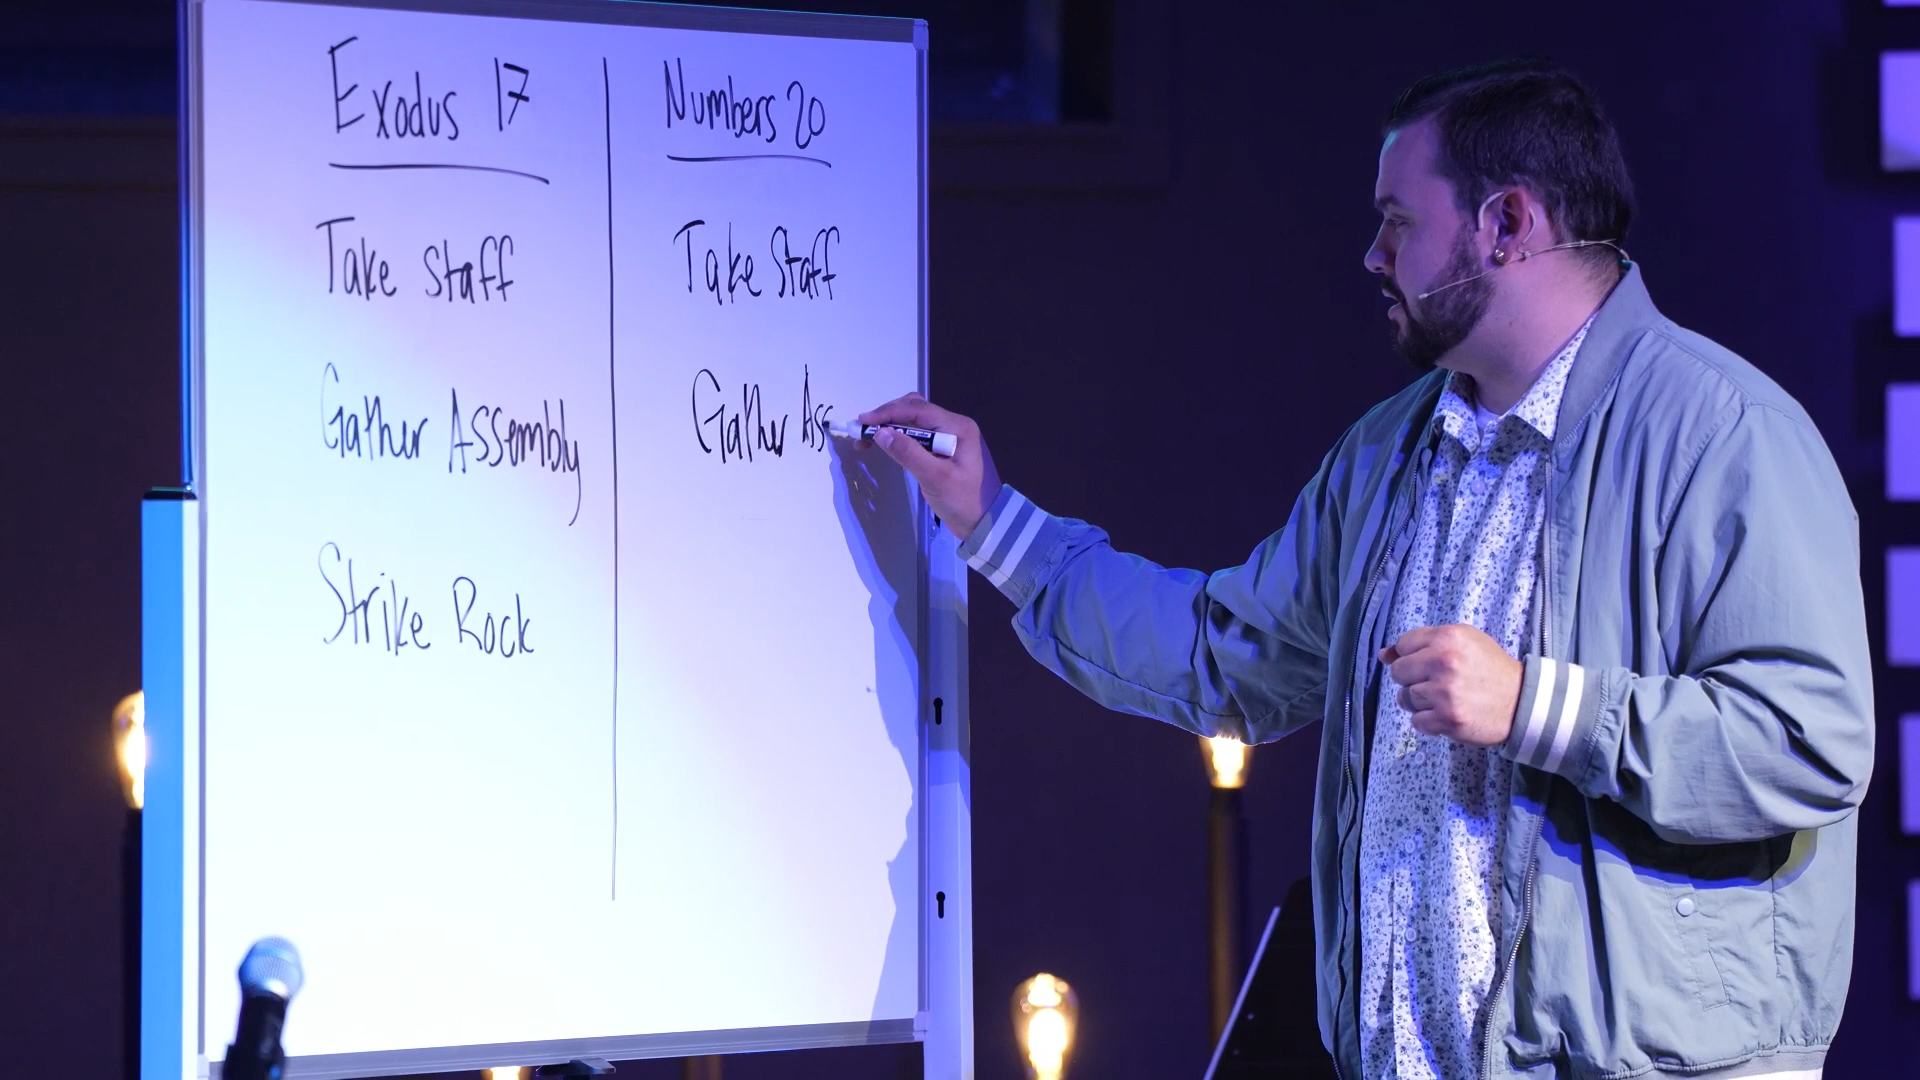 Exodus 17
Take Staff
Gather Assembly
Strike Rock
Numbers 20
Take Staff
Gather Ass